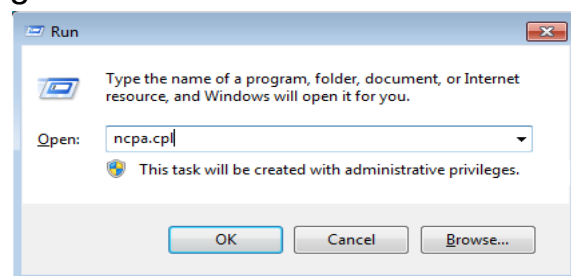 Run
Type the name of a program, folder, document, or Internet
resource, and Windows will open it for you.
Open: ncpa.cpl
This task will be created with administrative privileges.
OK Cancel Browse...